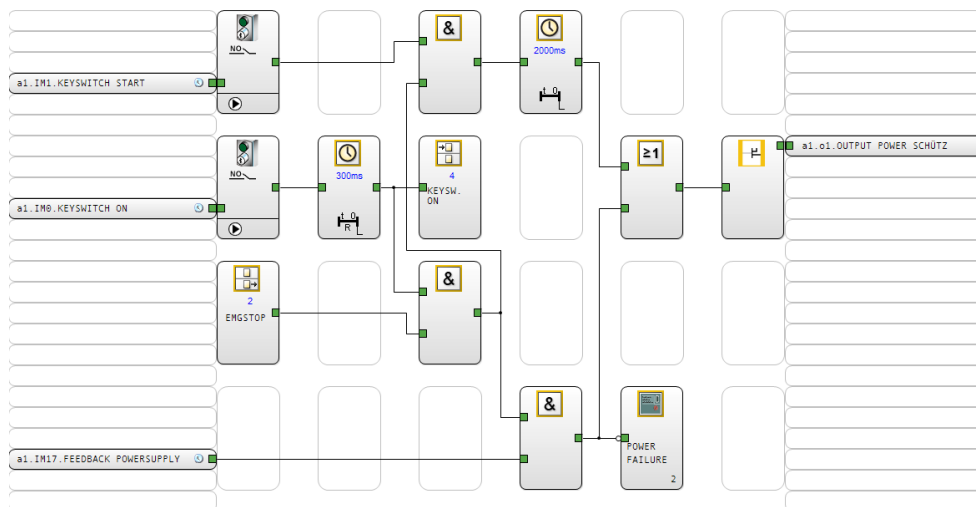 NO
&
2000ms
t 0
L
a1.IM1.KEYSWITCH START
NO
300ms
t 0
R L
4
KEYSW.
ON
≥1
a1.o1.OUTPUT POWER SCHÜTZ
a1.IM0.KEYSWITCH ON
2
EMGSTOP
&
&
POWER
FAILURE
2
a1.IM17.FEEDBACK POWERSUPPLY